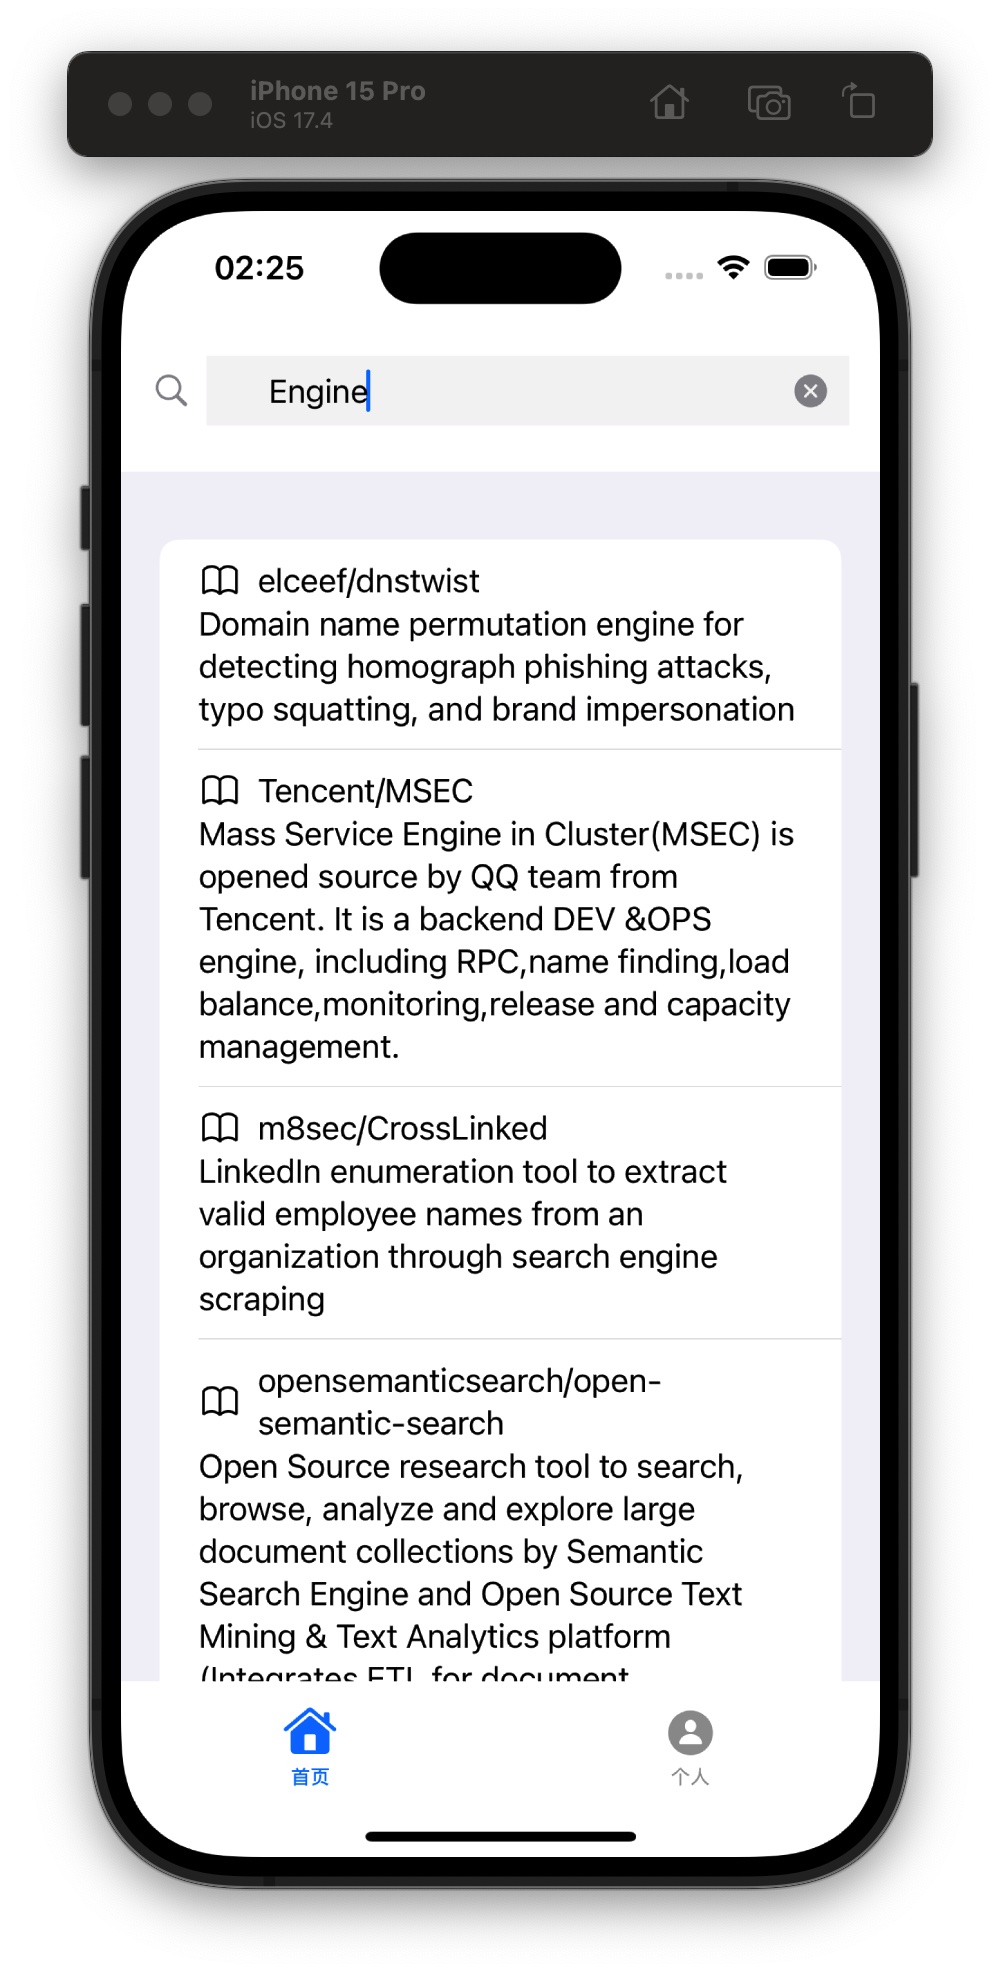 iPhone 15 Pro
iOS 17.4
02:25
Engine
elceef/dnstwist
Domain name permutation engine for
detecting homograph phishing attacks,
typo squatting, and brand impersonation
Tencent/MSEC
Mass Service Engine in Cluster(MSEC) is
opened source by QQ team from
Tencent. It is a backend DEV &OPS
engine, including RPC,name finding,load
balance,monitoring,release and capacity
management.
m8sec/CrossLinked
LinkedIn enumeration tool to extract
valid employee names from an
organization through search engine
scraping
opensemanticsearch/open-
semantic-search
Open Source research tool to search,
browse, analyze and explore large
document collections by Semantic
Search Engine and Open Source Text
Mining & Text Analytics platform
(Integrates ETL for document
首页
个人